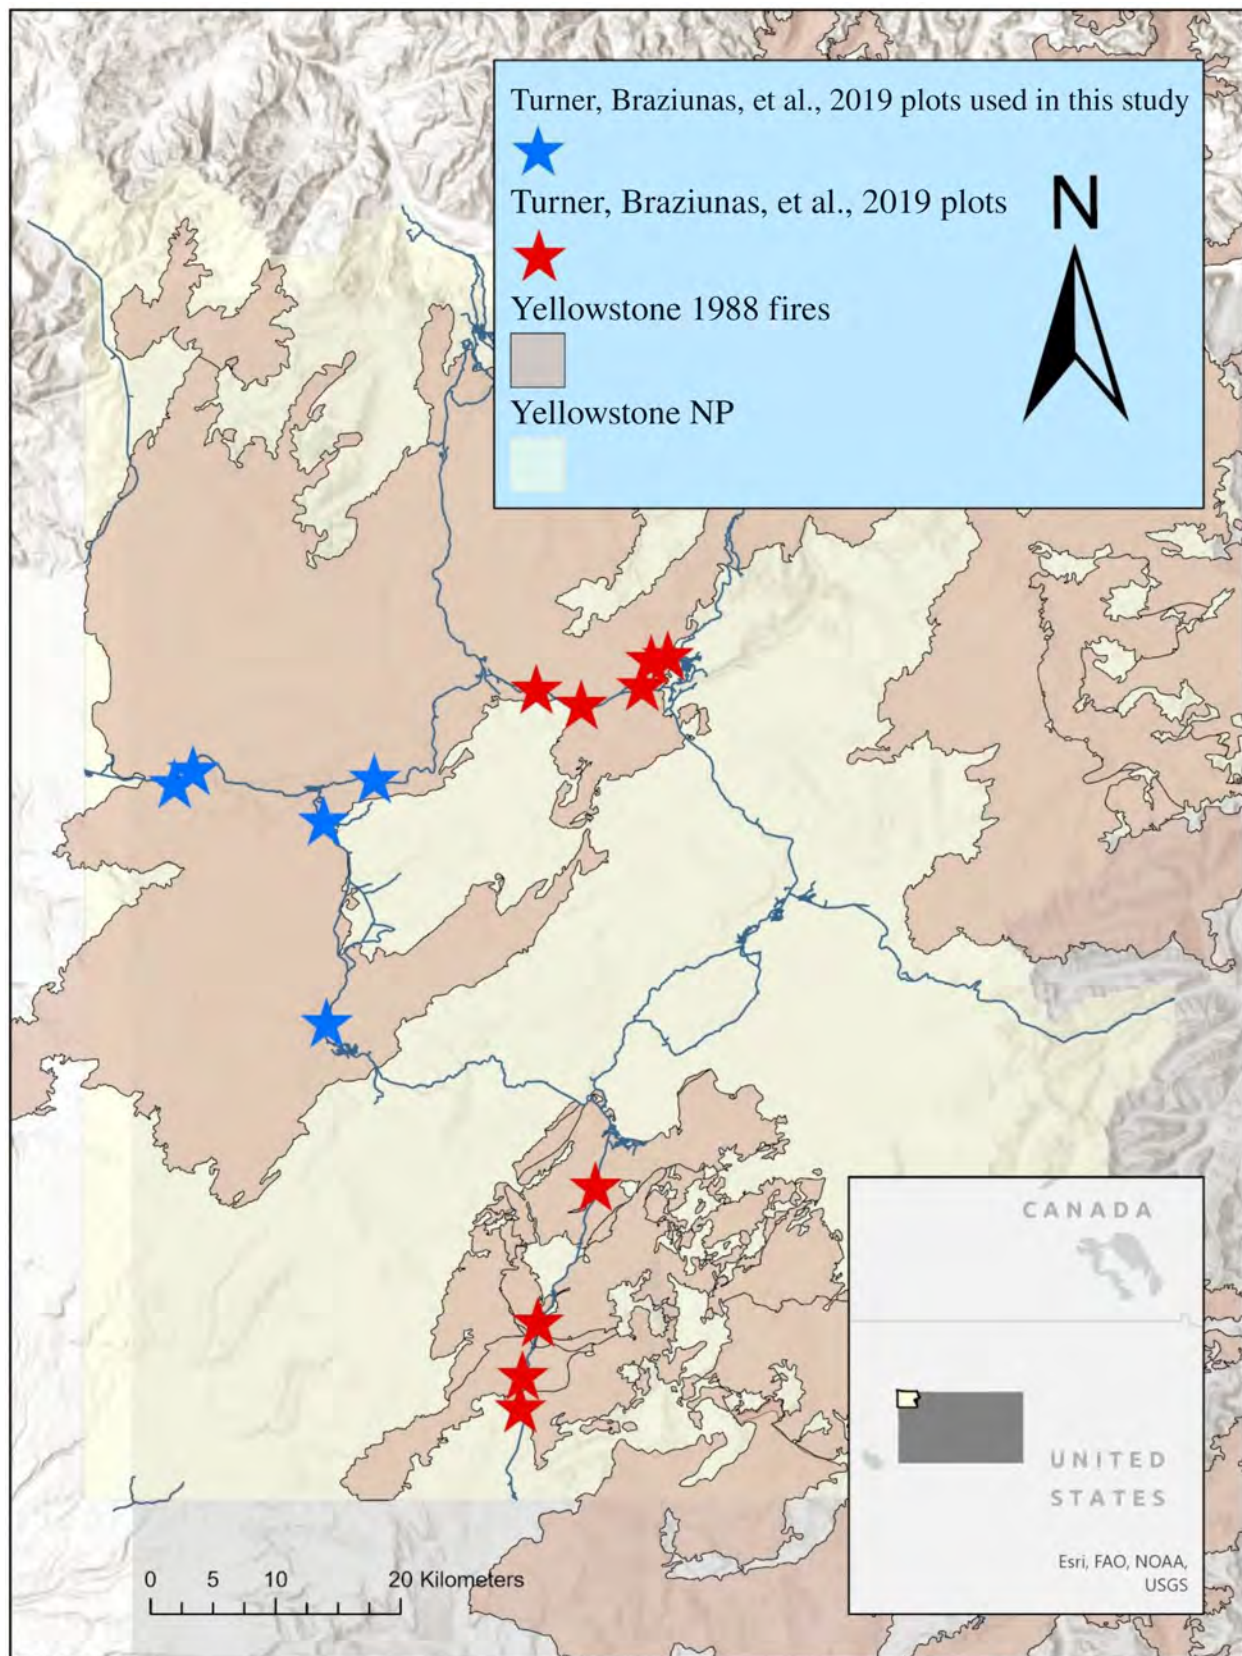 Turner, Braziunas, et al., 2019 plots used in this study
Turner, Braziunas, et al., 2019 plots
Yellowstone 1988 fires
Yellowstone NP
N
CANADA
UNITED
STATES
Esri, FAO, NOAA,
USGS
0 5 10 20 Kilometers